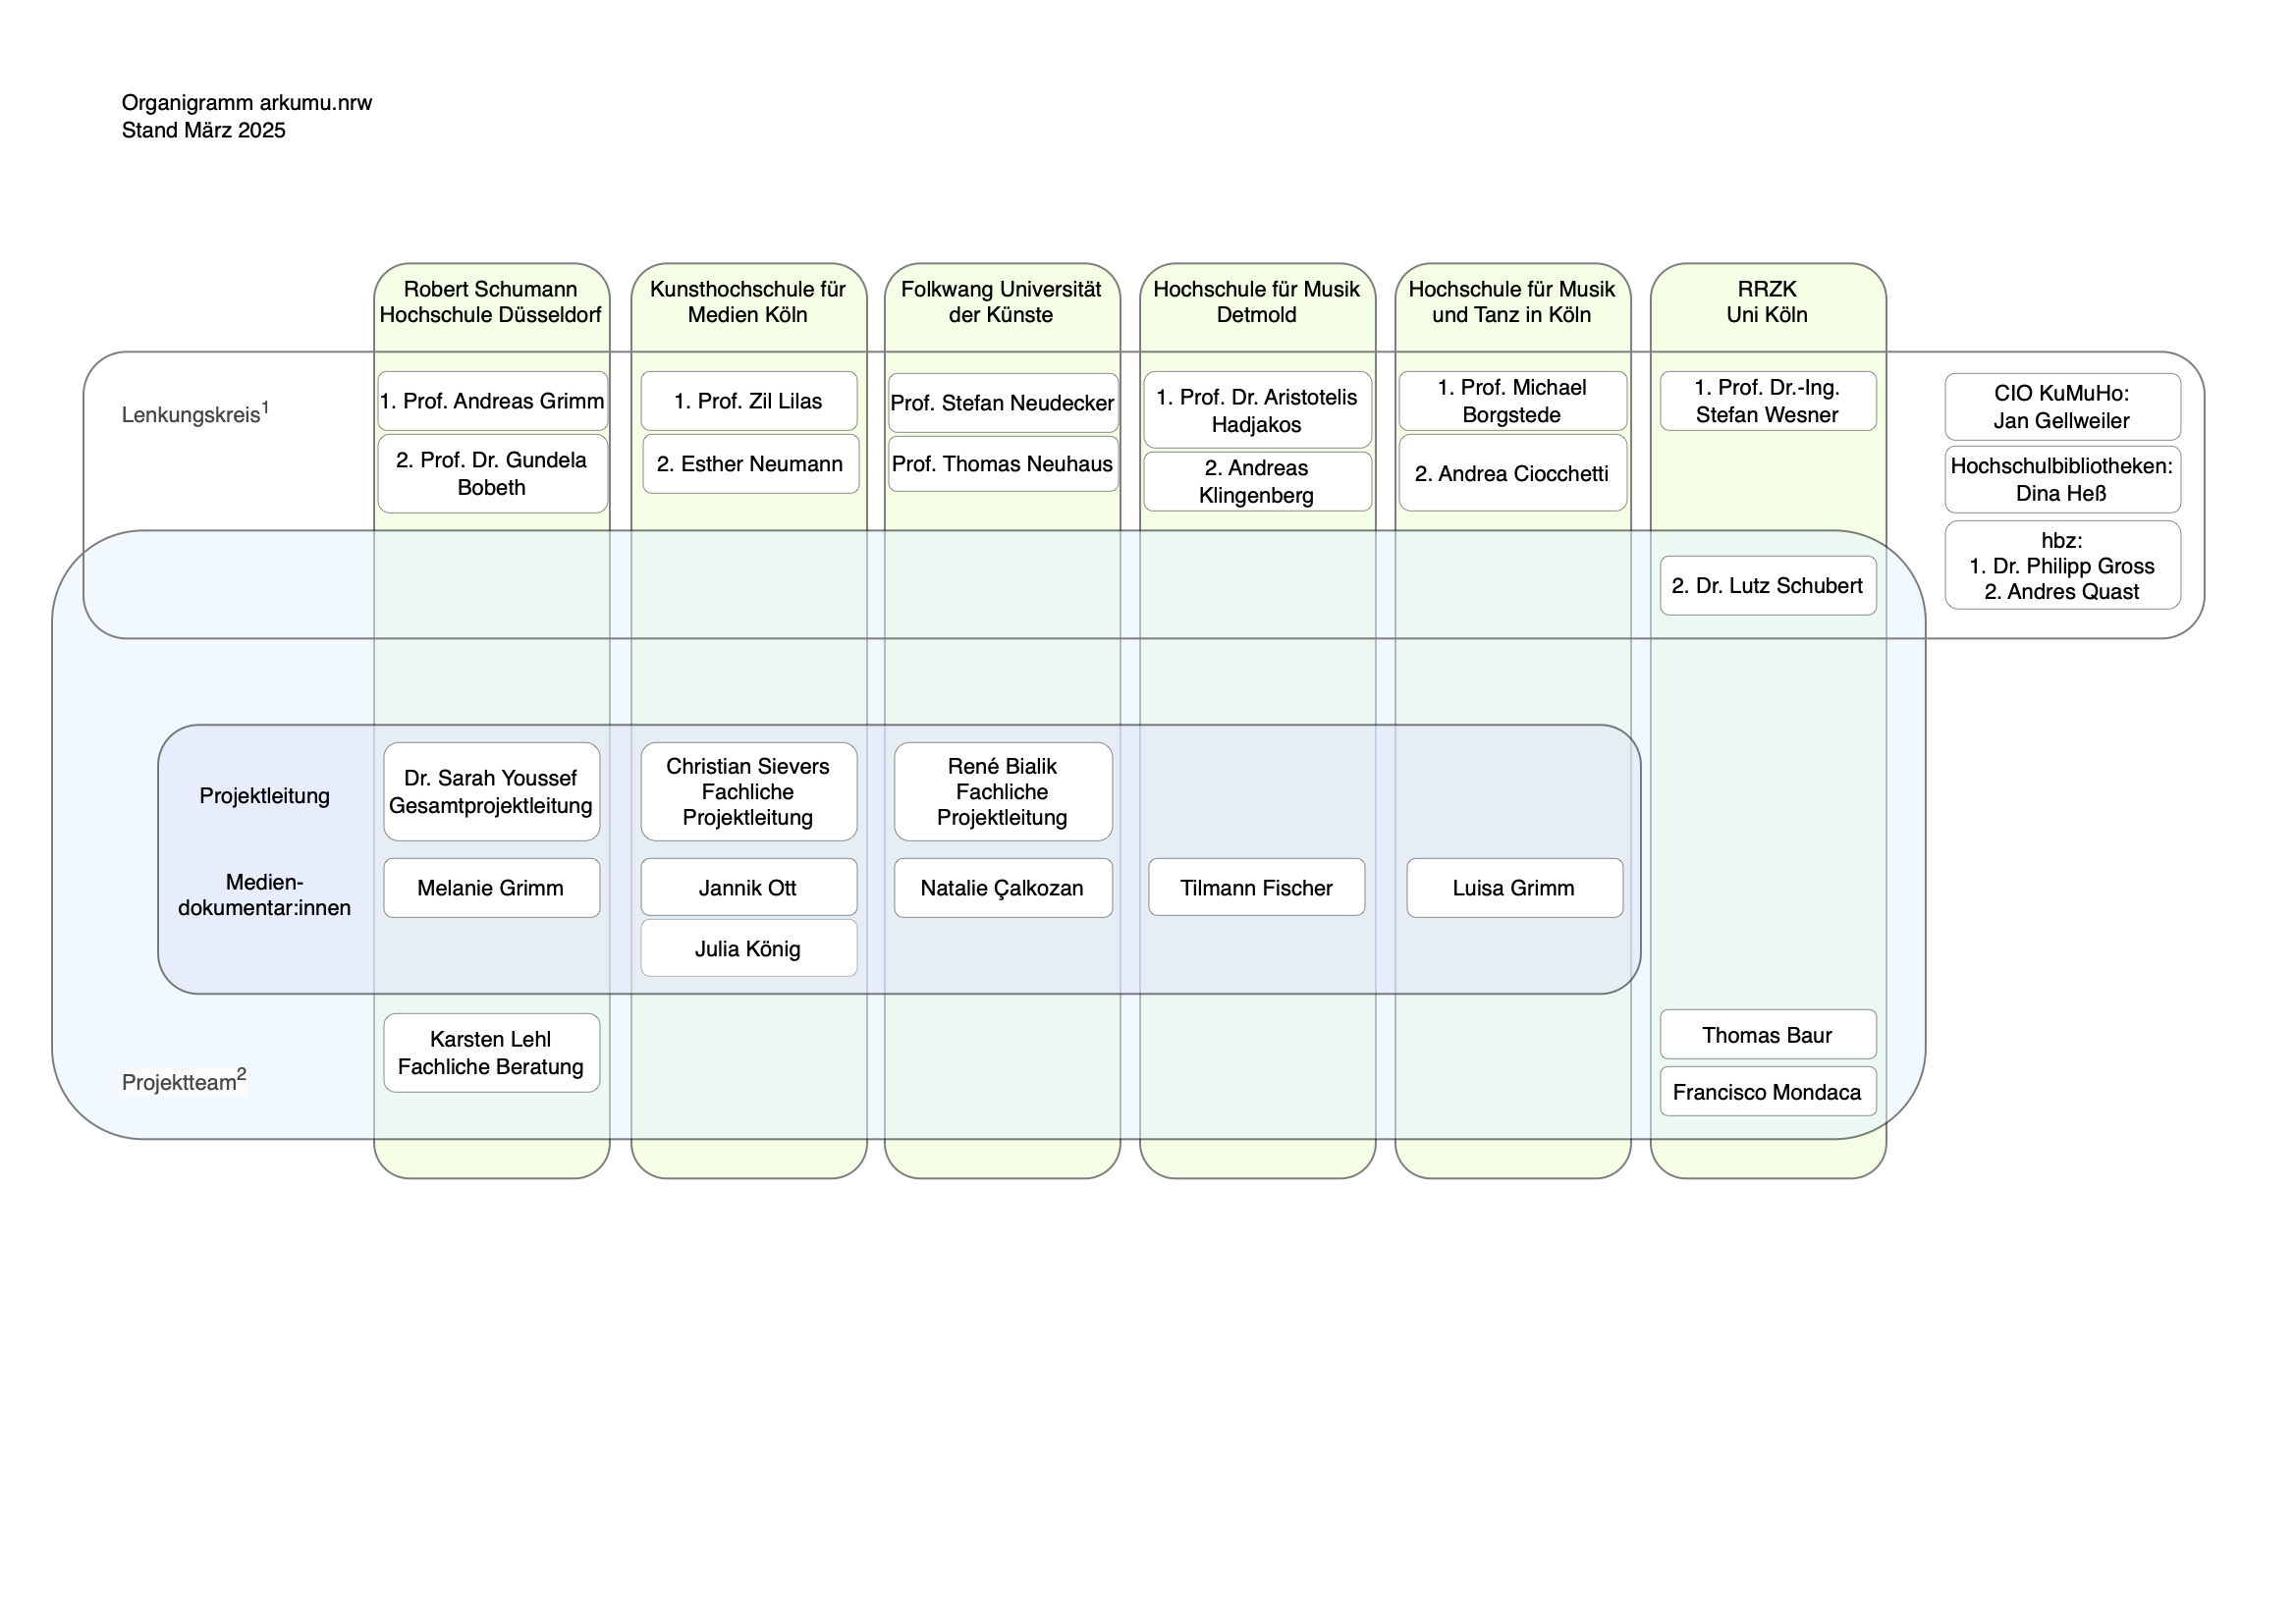 Organigramm arkumu.nrw
Stand März 2025
Robert Schumann
Hochschule Düsseldorf
Kunsthochschule für
Medien Köln
Folkwang Universität
der Künste
Hochschule für Musik
Detmold
Hochschule für Musik
und Tanz in Köln
RRZK
Uni Köln
Lenkungskreis1
1. Prof. Andreas Grimm
2. Prof. Dr. Gundela
Bobeth
1. Prof. Zil Lilas
2. Esther Neumann
Prof. Stefan Neudecker
Prof. Thomas Neuhaus
1. Prof. Dr. Aristotelis
Hadjakos
2. Andreas
Klingenberg
1. Prof. Michael
Borgstede
2. Andrea Ciocchetti
1. Prof. Dr.-Ing.
Stefan Wesner
2. Dr. Lutz Schubert
CIO KuMuHo:
Jan Gellweiler
Hochschulbibliotheken:
Dina Heß
hbz:
1. Dr. Philipp Gross
2. Andres Quast
Projektleitung
Dr. Sarah Youssef
Gesamtprojektleitung
Christian Sievers
Fachliche
Projektleitung
René Bialik
Fachliche
Projektleitung
Medien-
dokumentar:innen
Melanie Grimm
Jannik Ott
Julia König
Natalie Çalkozan
Tilmann Fischer
Luisa Grimm
Projektteam2
Karsten Lehl
Fachliche Beratung
Thomas Baur
Francisco Mondaca